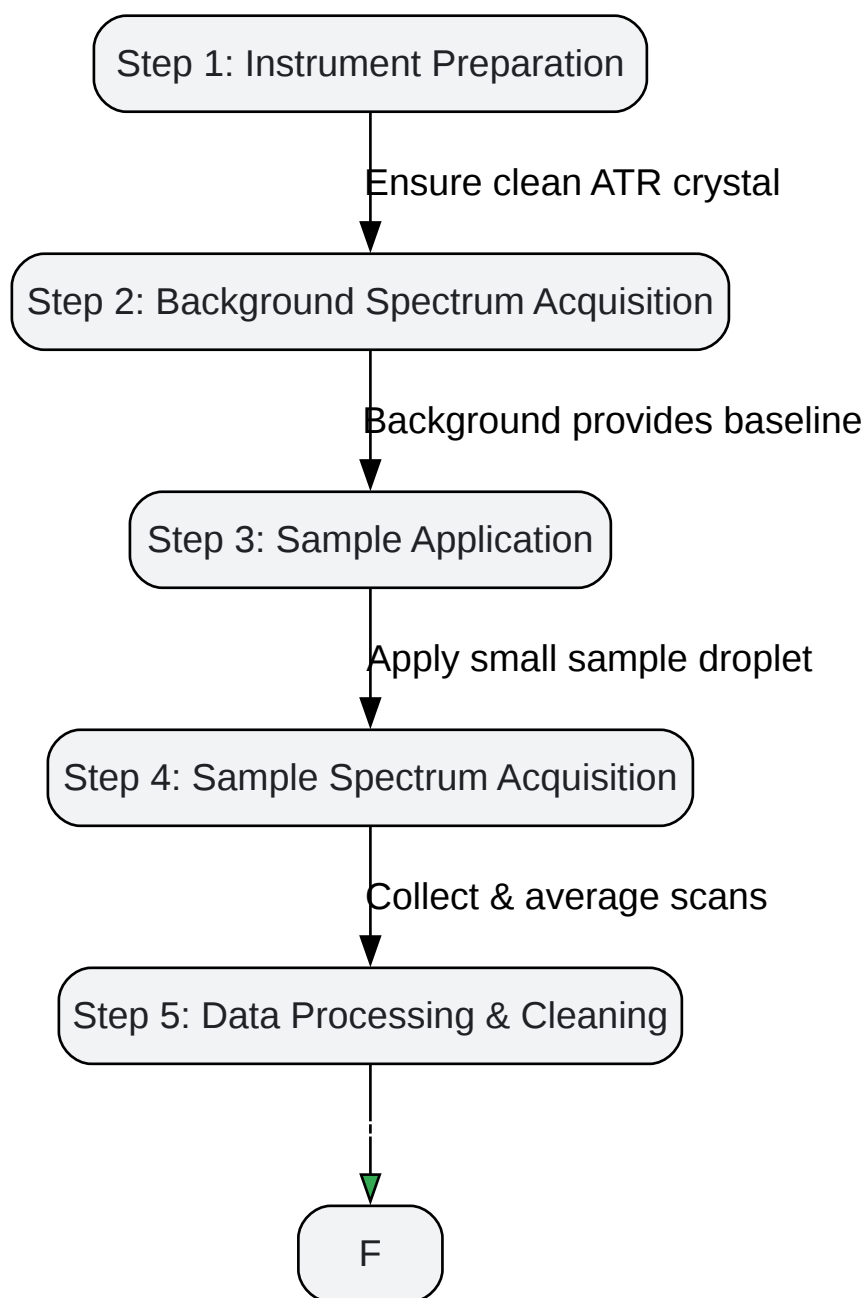 Step 1: Instrument Preparation
Ensure clean ATR crystal
Step 2: Background Spectrum Acquisition
Background provides baseline
Step 3: Sample Application
Apply small sample droplet
Step 4: Sample Spectrum Acquisition
Collect & average scans
Step 5: Data Processing & Cleaning
F